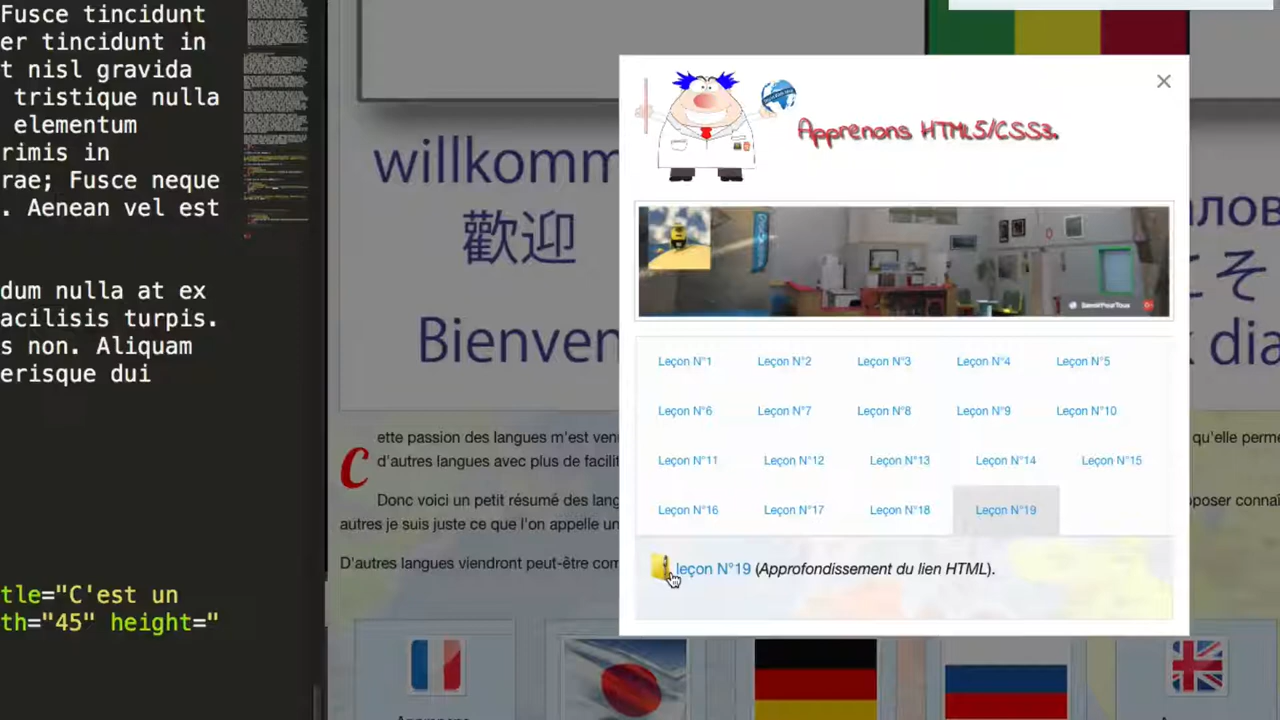 Fusce tincidunt
er tincidunt in
t nisl gravida
tristique nulla
elementum
rimis in
rae; Fusce neque
. Aenean vel est
dum nulla at ex
acilisis turpis.
s non. Aliquam
erisque dui
tle="C'est un
th="45" height="
willkomm
歡迎
Bienven
ette passion des langues m'est ven
d'autres langues avec plus de facilit
Donc voici un petit résumé des lang
autres je suis juste ce que l'on appelle un
D'autres langues viendront peut-être com
Apprenons HTML5/CSS3.
SavoirPourTous
Leçon N°1 Leçon N°2 Leçon N°3 Leçon N°4 Leçon N°5
Leçon N°6 Leçon N°7 Leçon N°8 Leçon N°9 Leçon N°10
Leçon N°11 Leçon N°12 Leçon N°13 Leçon N°14 Leçon N°15
Leçon N°16 Leçon N°17 Leçon N°18 Leçon N°19
leçon N°19 (Approfondissement du lien HTML).
алов
こそ
k dia
qu'elle perme
poser connaî